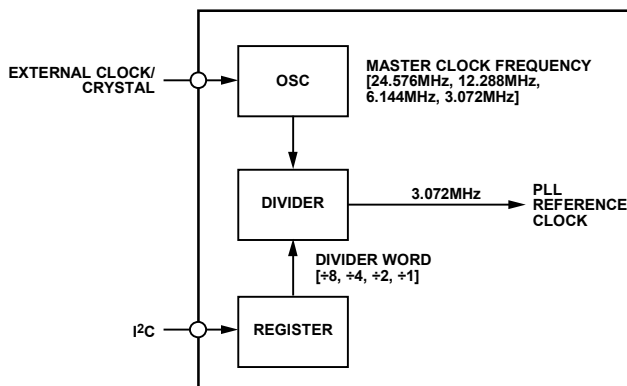 EXTERNAL CLOCK/
CRYSTAL
OSC
MASTER CLOCK FREQUENCY
[24.576MHz, 12.288MHz,
6.144MHz, 3.072MHz]
DIVIDER
3.072MHz
PLL
REFERENCE
CLOCK
DIVIDER WORD
[÷8, ÷4, ÷2, ÷1]
I²C
REGISTER